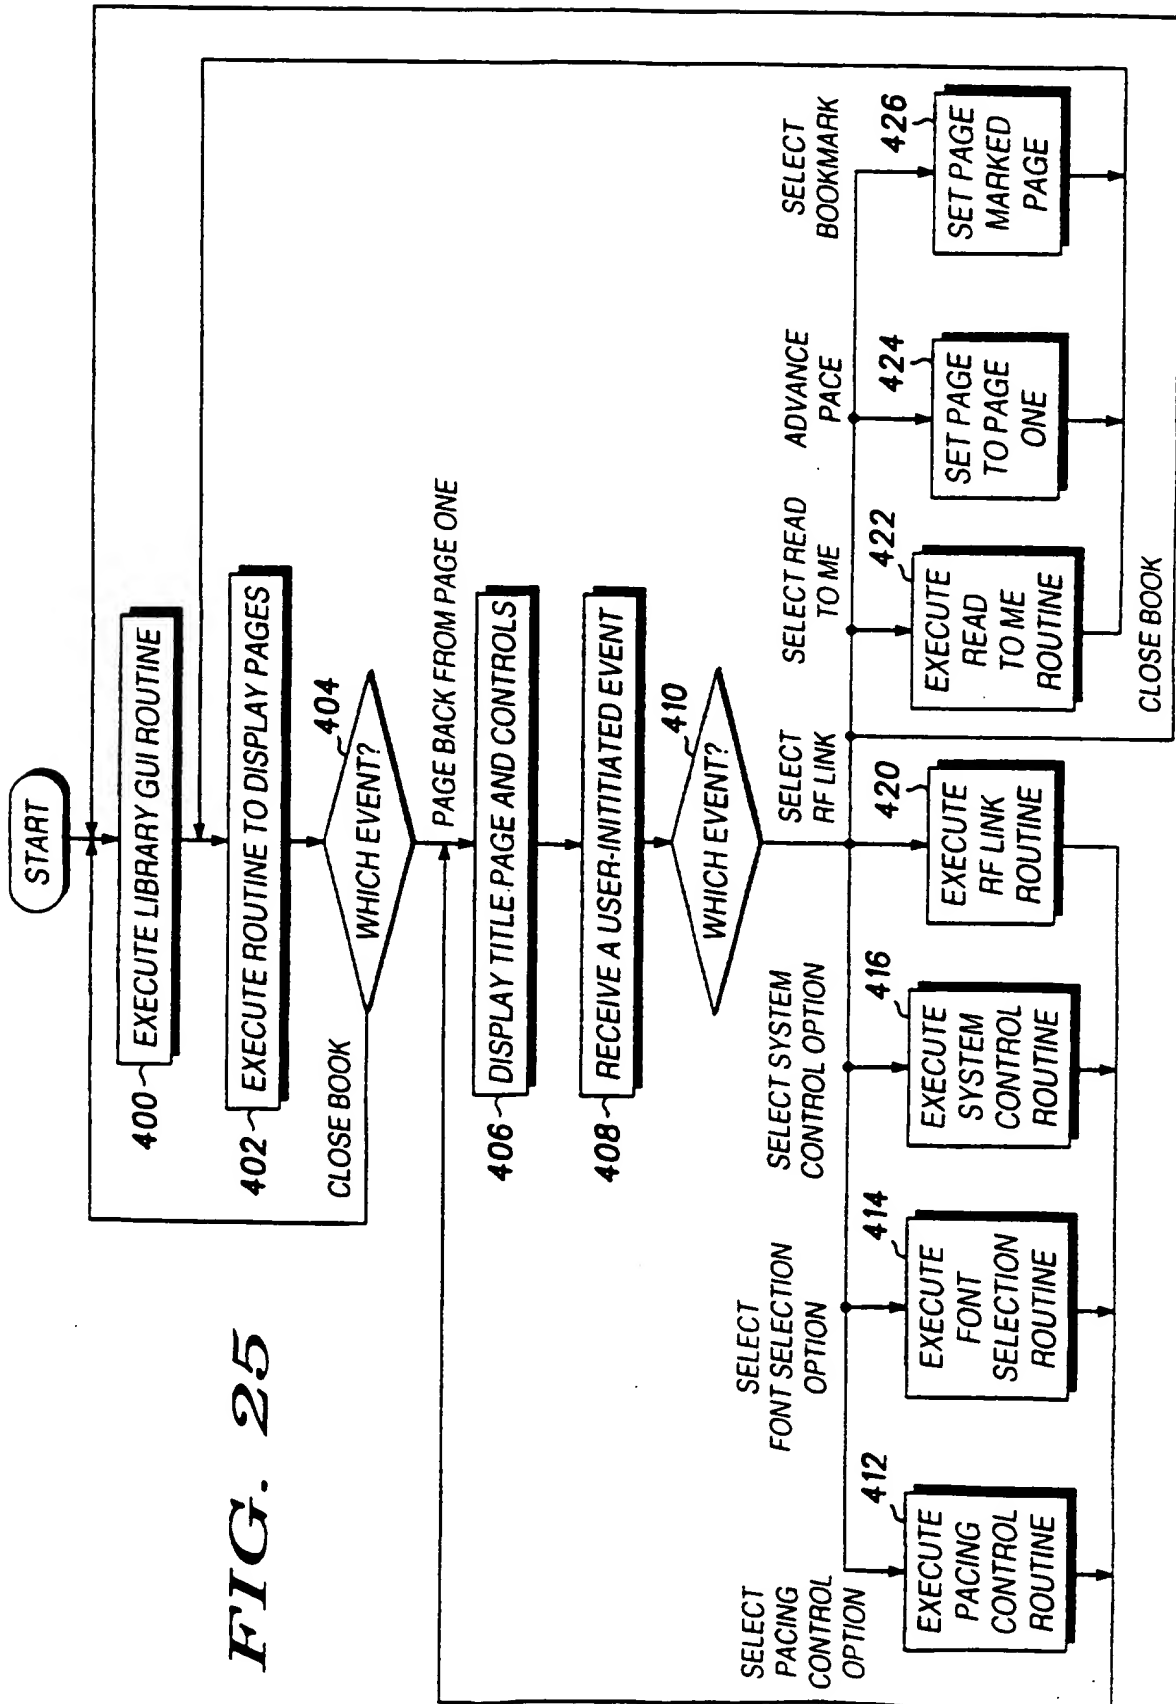 START
400
EXECUTE LIBRARY GUI ROUTINE
402
EXECUTE ROUTINE TO DISPLAY PAGES
404
WHICH EVENT?
CLOSE BOOK
PAGE BACK FROM PAGE ONE
406
DISPLAY TITLE PAGE AND CONTROLS
408
RECEIVE A USER-INITIATED EVENT
410
WHICH EVENT?
SELECT
PACING
CONTROL
OPTION
SELECT
FONT SELECTION
OPTION
SELECT SYSTEM
CONTROL OPTION
SELECT
RF LINK
SELECT READ
TO ME
ADVANCE
PACE
SELECT
BOOKMARK
412
EXECUTE
PACING
CONTROL
ROUTINE
414
EXECUTE
FONT
SELECTION
ROUTINE
416
EXECUTE
SYSTEM
CONTROL
ROUTINE
420
EXECUTE
RF LINK
ROUTINE
422
EXECUTE
READ
TO ME
ROUTINE
424
SET PAGE
TO PAGE
ONE
426
SET PAGE
MARKED
PAGE
CLOSE BOOK
FIG. 25